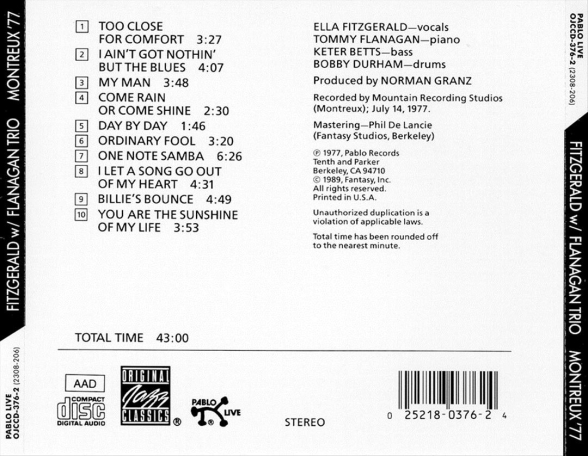 FITZGERALD w/ FLANAGAN TRIO MONTREUX '77
PABLO LIVE
OJCCD-376-2 (2308-206)
1 TOO CLOSE
FOR COMFORT 3:27
2 I AIN'T GOT NOTHIN'
BUT THE BLUES 4:07
3 MY MAN 3:48
4 COME RAIN
OR COME SHINE 2:30
5 DAY BY DAY 1:46
6 ORDINARY FOOL 3:20
7 ONE NOTE SAMBA 6:26
8 I LET A SONG GO OUT
OF MY HEART 4:31
9 BILLIE'S BOUNCE 4:49
10 YOU ARE THE SUNSHINE
OF MY LIFE 3:53
TOTAL TIME 43:00
ELLA FITZGERALD—vocals
TOMMY FLANAGAN—piano
KETER BETTS—bass
BOBBY DURHAM—drums
Produced by NORMAN GRANZ
Recorded by Mountain Recording Studios
(Montreux); July 14, 1977.
Mastering—Phil De Lancie
(Fantasy Studios, Berkeley)
℗ 1977, Pablo Records
Tenth and Parker
Berkeley, CA 94710
© 1989, Fantasy, Inc.
All rights reserved.
Printed in U.S.A.
Unauthorized duplication is a
violation of applicable laws.
Total time has been rounded off
to the nearest minute.
AAD
COMPACT
disc
DIGITAL AUDIO
ORIGINAL
Jazz
CLASSICS ®
PABLO
LIVE ®
STEREO
0 25218-0376-2 4
PABLO LIVE
OJCCD-376-2 (2308-206)
FITZGERALD w/ FLANAGAN TRIO MONTREUX '77